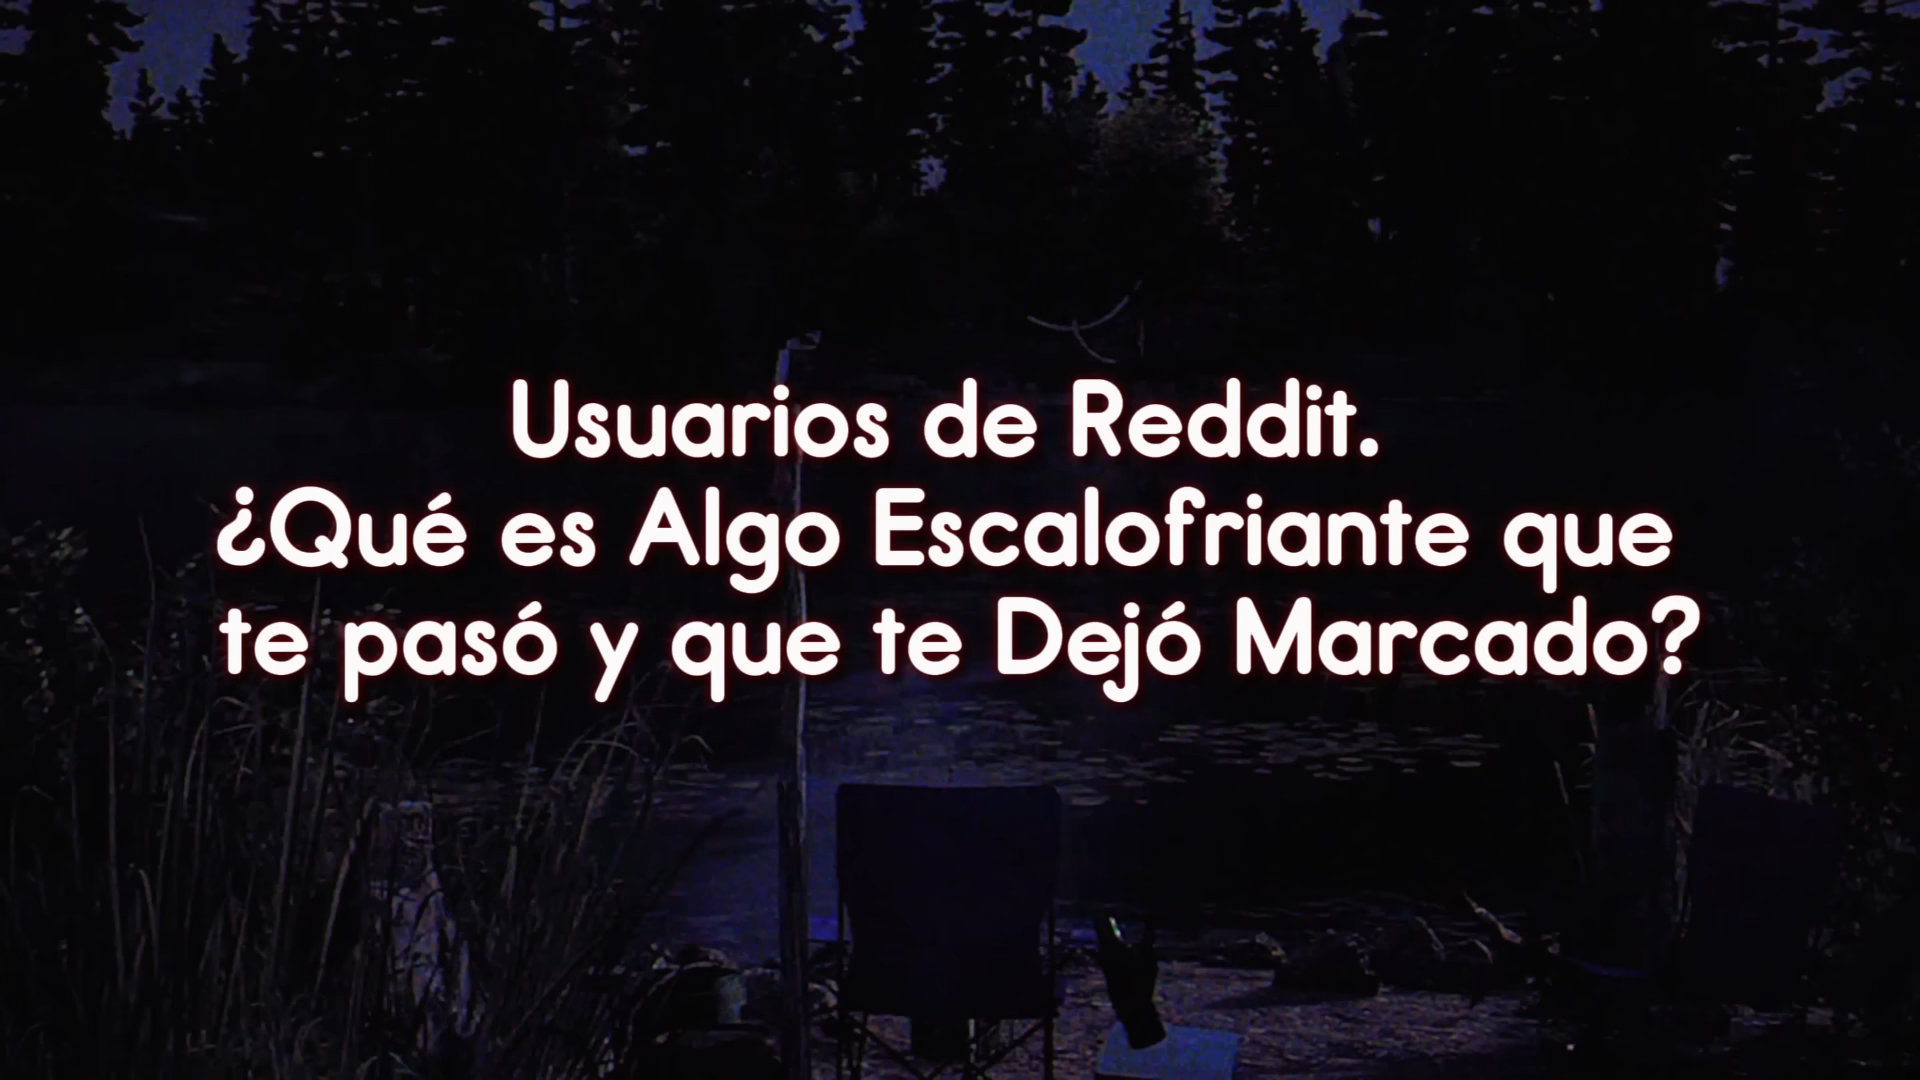 Usuarios de Reddit.
¿Qué es Algo Escalofriante que
te pasó y que te Dejó Marcado?